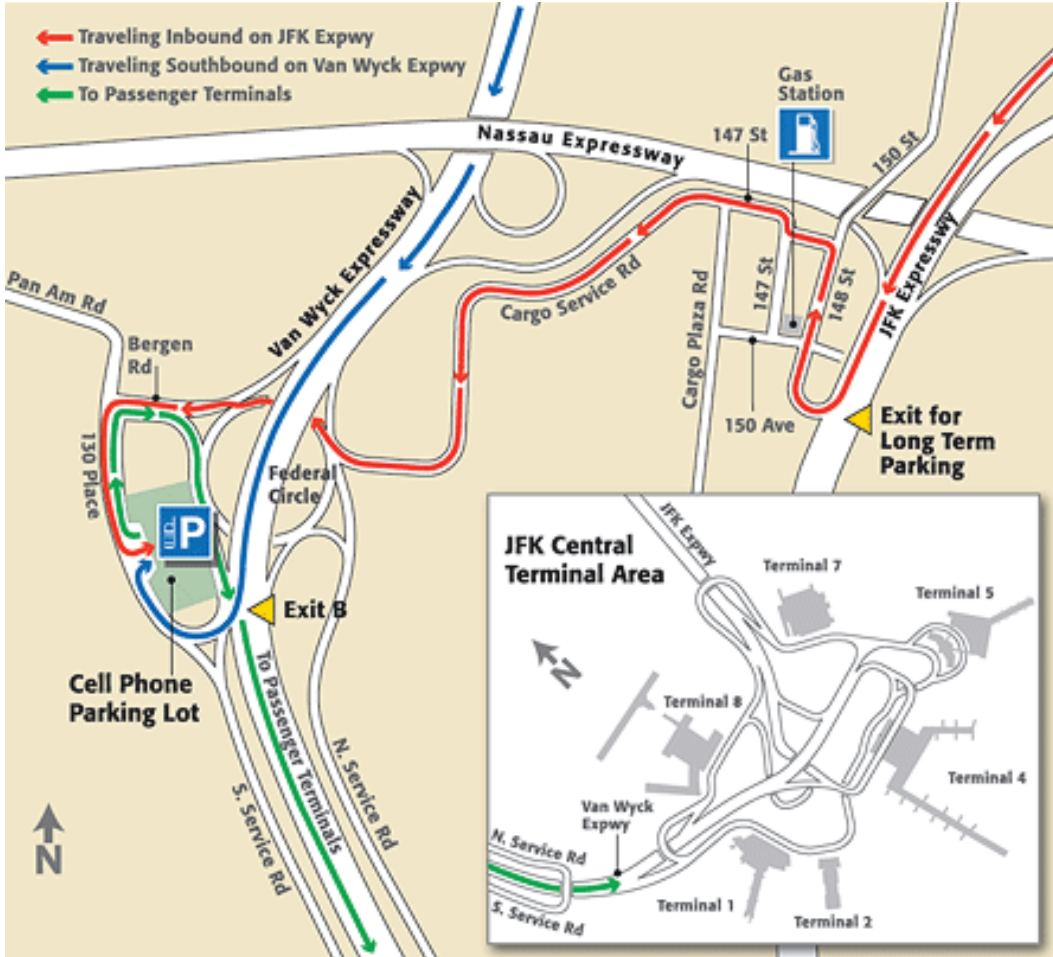 Traveling Inbound on JFK Expwy
Traveling Southbound on Van Wyck Expwy
To Passenger Terminals
Gas
Station
Nassau Expressway
147 St
150 St
Van Wyck Expressway
Pan Am Rd
Cargo Service Rd
Cargo Plaza Rd
147 St
148 St
JFK Expressway
Bergen
Rd
150 Ave
Exit for
Long Term
Parking
130 Place
Federal
Circle
P
Exit B
Cell Phone
Parking Lot
To Passenger Terminals
N. Service Rd
S. Service Rd
N
JFK Central
Terminal Area
JFK Expwy
Terminal 7
Terminal 5
N
Terminal 8
Terminal 4
Van Wyck
Expwy
N. Service Rd
S. Service Rd
Terminal 1
Terminal 2